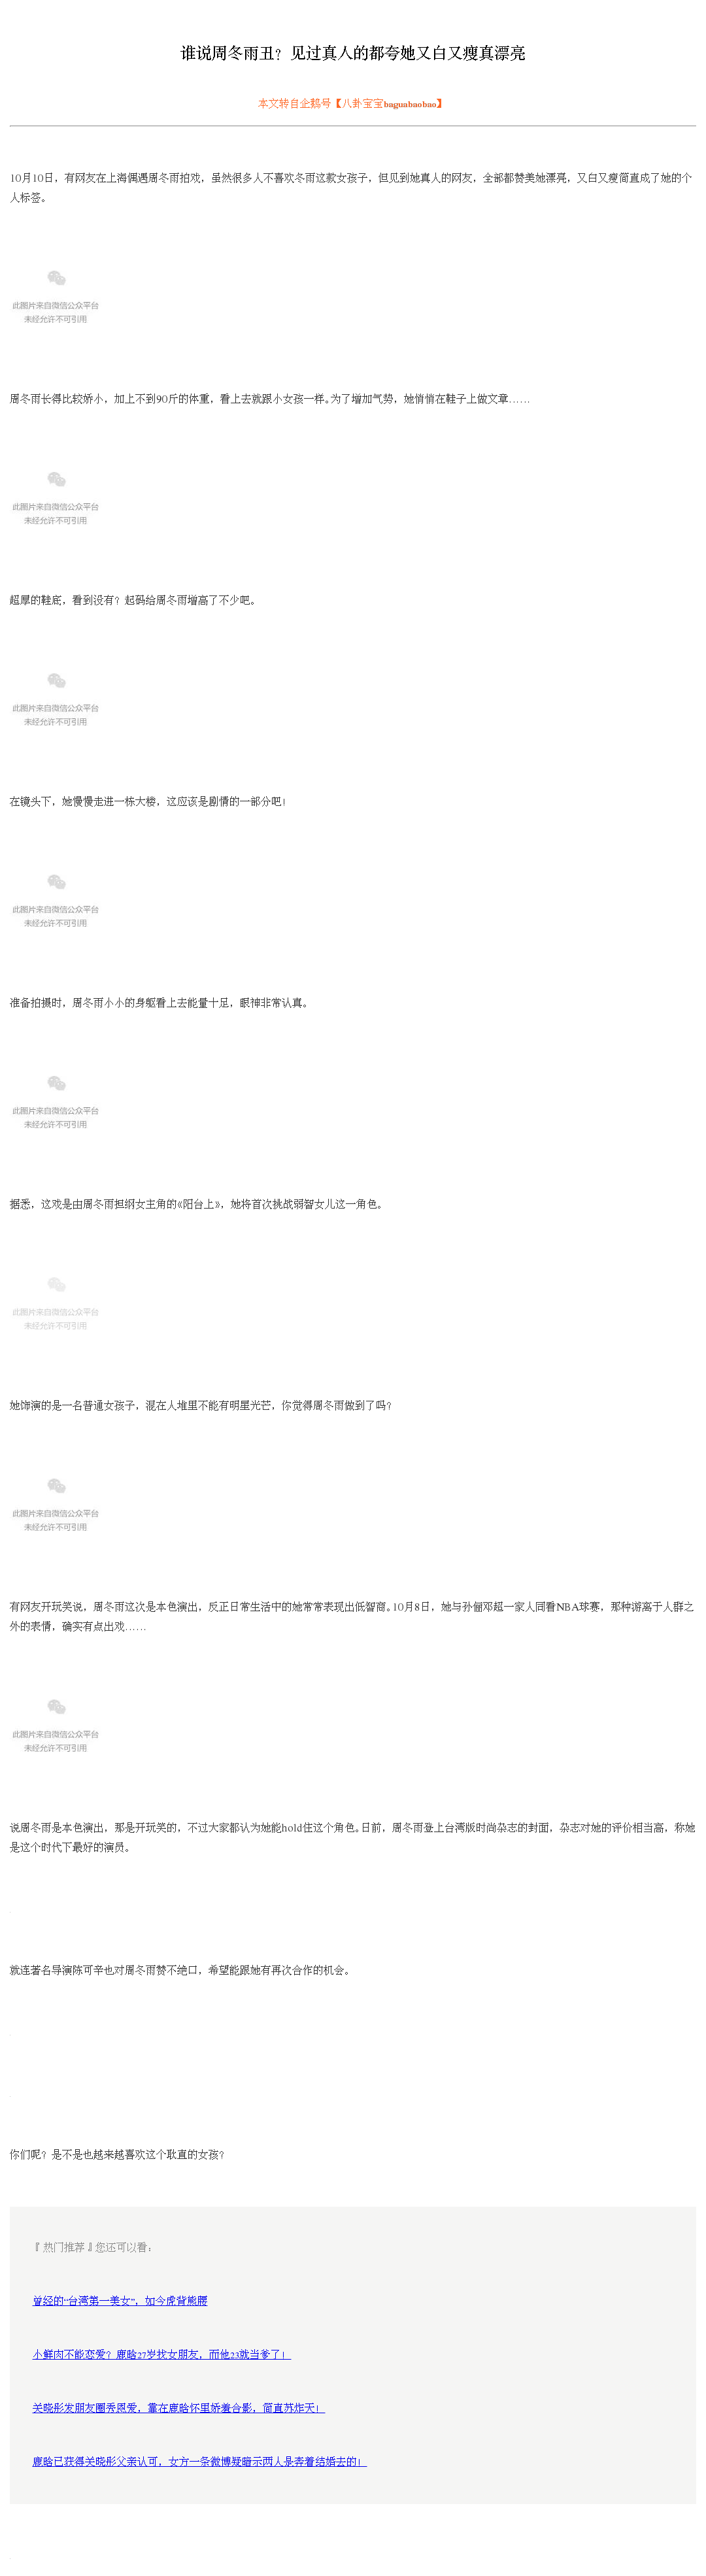 谁说周冬雨丑？见过真人的都夸她又白又瘦真漂亮
本文转自企鹅号【八卦宝宝baguabaobao】
10月10日，有网友在上海偶遇周冬雨拍戏，虽然很多人不喜欢冬雨这款女孩子，但见到她真人的网友，全部都赞美她漂亮，又白又瘦简直成了她的个
人标签。
此图片来自微信公众平台
未经允许不可引用
周冬雨长得比较娇小，加上不到90斤的体重，看上去就跟小女孩一样。为了增加气势，她悄悄在鞋子上做文章……
此图片来自微信公众平台
未经允许不可引用
超厚的鞋底，看到没有？起码给周冬雨增高了不少吧。
此图片来自微信公众平台
未经允许不可引用
在镜头下，她慢慢走进一栋大楼，这应该是剧情的一部分吧！
此图片来自微信公众平台
未经允许不可引用
准备拍摄时，周冬雨小小的身躯看上去能量十足，眼神非常认真。
此图片来自微信公众平台
未经允许不可引用
据悉，这戏是由周冬雨担纲女主角的《阳台上》，她将首次挑战弱智女儿这一角色。
此图片来自微信公众平台
未经允许不可引用
她饰演的是一名普通女孩子，混在人堆里不能有明星光芒，你觉得周冬雨做到了吗？
此图片来自微信公众平台
未经允许不可引用
有网友开玩笑说，周冬雨这次是本色演出，反正日常生活中的她常常表现出低智商。10月8日，她与孙俪邓超一家人同看NBA球赛，那种游离于人群之
外的表情，确实有点出戏……
此图片来自微信公众平台
未经允许不可引用
说周冬雨是本色演出，那是开玩笑的，不过大家都认为她能hold住这个角色。日前，周冬雨登上台湾版时尚杂志的封面，杂志对她的评价相当高，称她
是这个时代下最好的演员。
就连著名导演陈可辛也对周冬雨赞不绝口，希望能跟她有再次合作的机会。
你们呢？是不是也越来越喜欢这个耿直的女孩？
『 热门推荐 』您还可以看：
曾经的“台湾第一美女”，如今虎背熊腰
小鲜肉不能恋爱？鹿晗27岁找女朋友，而他23就当爹了！
关晓彤发朋友圈秀恩爱，靠在鹿晗怀里娇羞合影，简直苏炸天！
鹿晗已获得关晓彤父亲认可，女方一条微博疑暗示两人是奔着结婚去的！